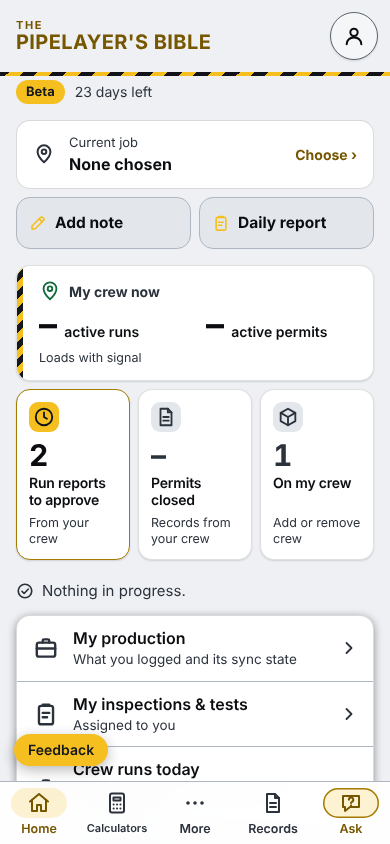 THE
PIPELAYER'S BIBLE
Beta 23 days left
Current job
None chosen
Choose ›
Add note
Daily report
My crew now
– active runs
– active permits
Loads with signal
2
Run reports
to approve
From your
crew
–
Permits
closed
Records from
your crew
1
On my crew
Add or remove
crew
Nothing in progress.
My production
What you logged and its sync state
My inspections & tests
Assigned to you
Crew runs today
Feedback
Home
Calculators
More
Records
Ask